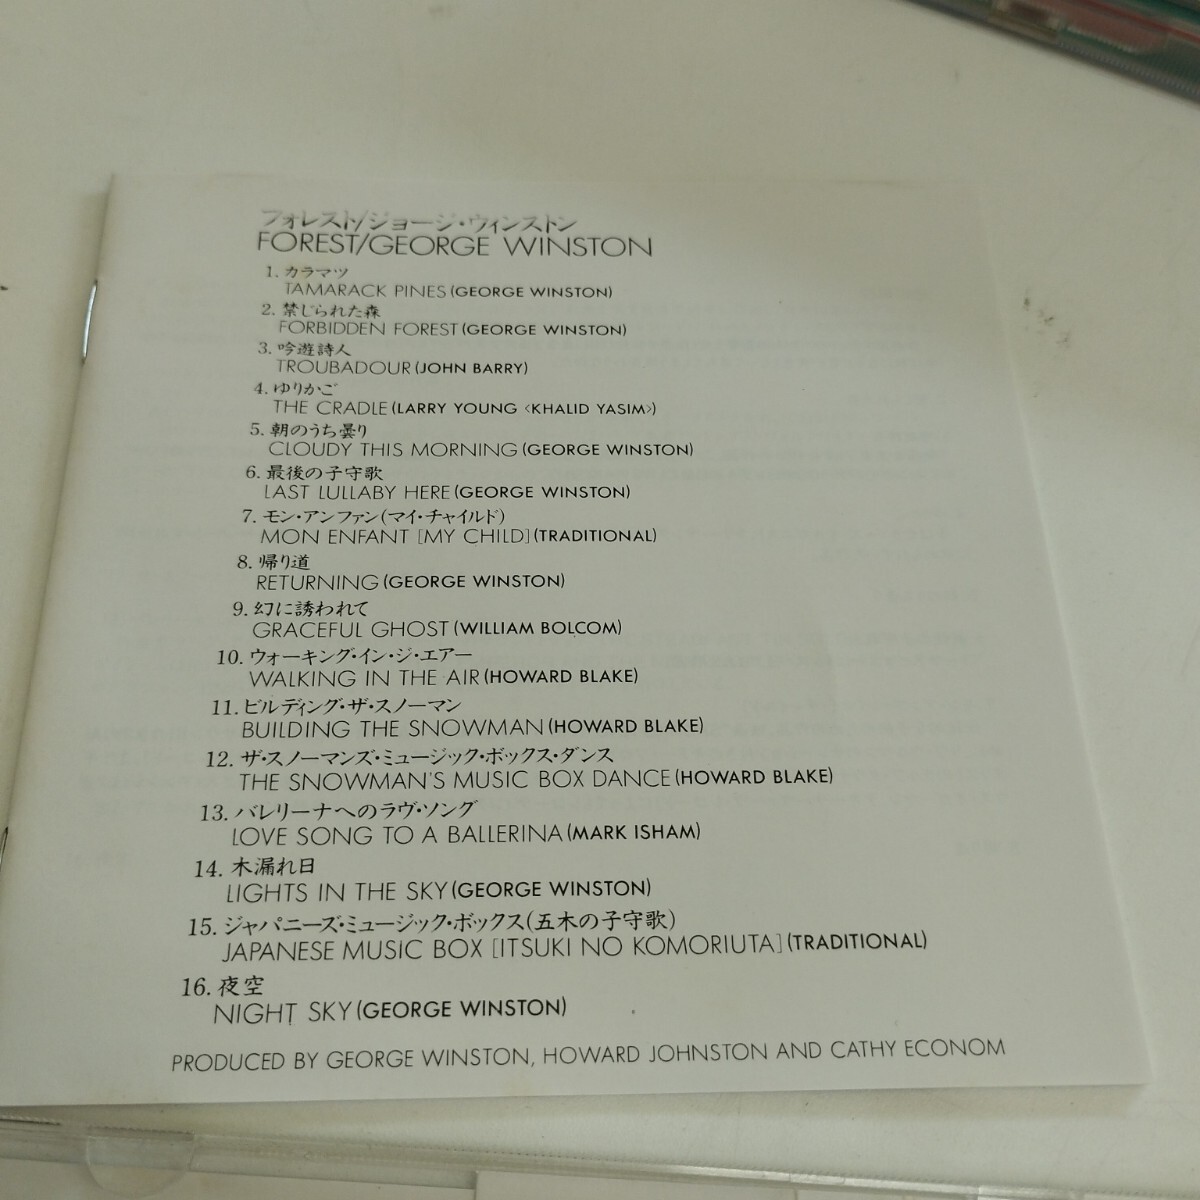 フォレスト/ジョージ・ウィンストン
FOREST/GEORGE WINSTON
1. カラマツ
TAMARACK PINES (GEORGE WINSTON)
2. 禁じられた森
FORBIDDEN FOREST (GEORGE WINSTON)
3. 吟遊詩人
TROUBADOUR (JOHN BARRY)
4. ゆりかご
THE CRADLE (LARRY YOUNG <KHALID YASIM>)
5. 朝のうち曇り
CLOUDY THIS MORNING (GEORGE WINSTON)
6. 最後の子守歌
LAST LULLABY HERE (GEORGE WINSTON)
7. モン・アンファン(マイ・チャイルド)
MON ENFANT [MY CHILD] (TRADITIONAL)
8. 帰り道
RETURNING (GEORGE WINSTON)
9. 幻に誘われて
GRACEFUL GHOST (WILLIAM BOLCOM)
10. ウォーキング・イン・ジ・エアー
WALKING IN THE AIR (HOWARD BLAKE)
11. ビルディング・ザ・スノーマン
BUILDING THE SNOWMAN (HOWARD BLAKE)
12. ザ・スノーマンズ・ミュージック・ボックス・ダンス
THE SNOWMAN'S MUSIC BOX DANCE (HOWARD BLAKE)
13. バレリーナへのラヴ・ソング
LOVE SONG TO A BALLERINA (MARK ISHAM)
14. 木漏れ日
LIGHTS IN THE SKY (GEORGE WINSTON)
15. ジャパニーズ・ミュージック・ボックス(五木の子守歌)
JAPANESE MUSIC BOX [ITSUKI NO KOMORIUTA] (TRADITIONAL)
16. 夜空
NIGHT SKY (GEORGE WINSTON)
PRODUCED BY GEORGE WINSTON, HOWARD JOHNSTON AND CATHY ECONOM